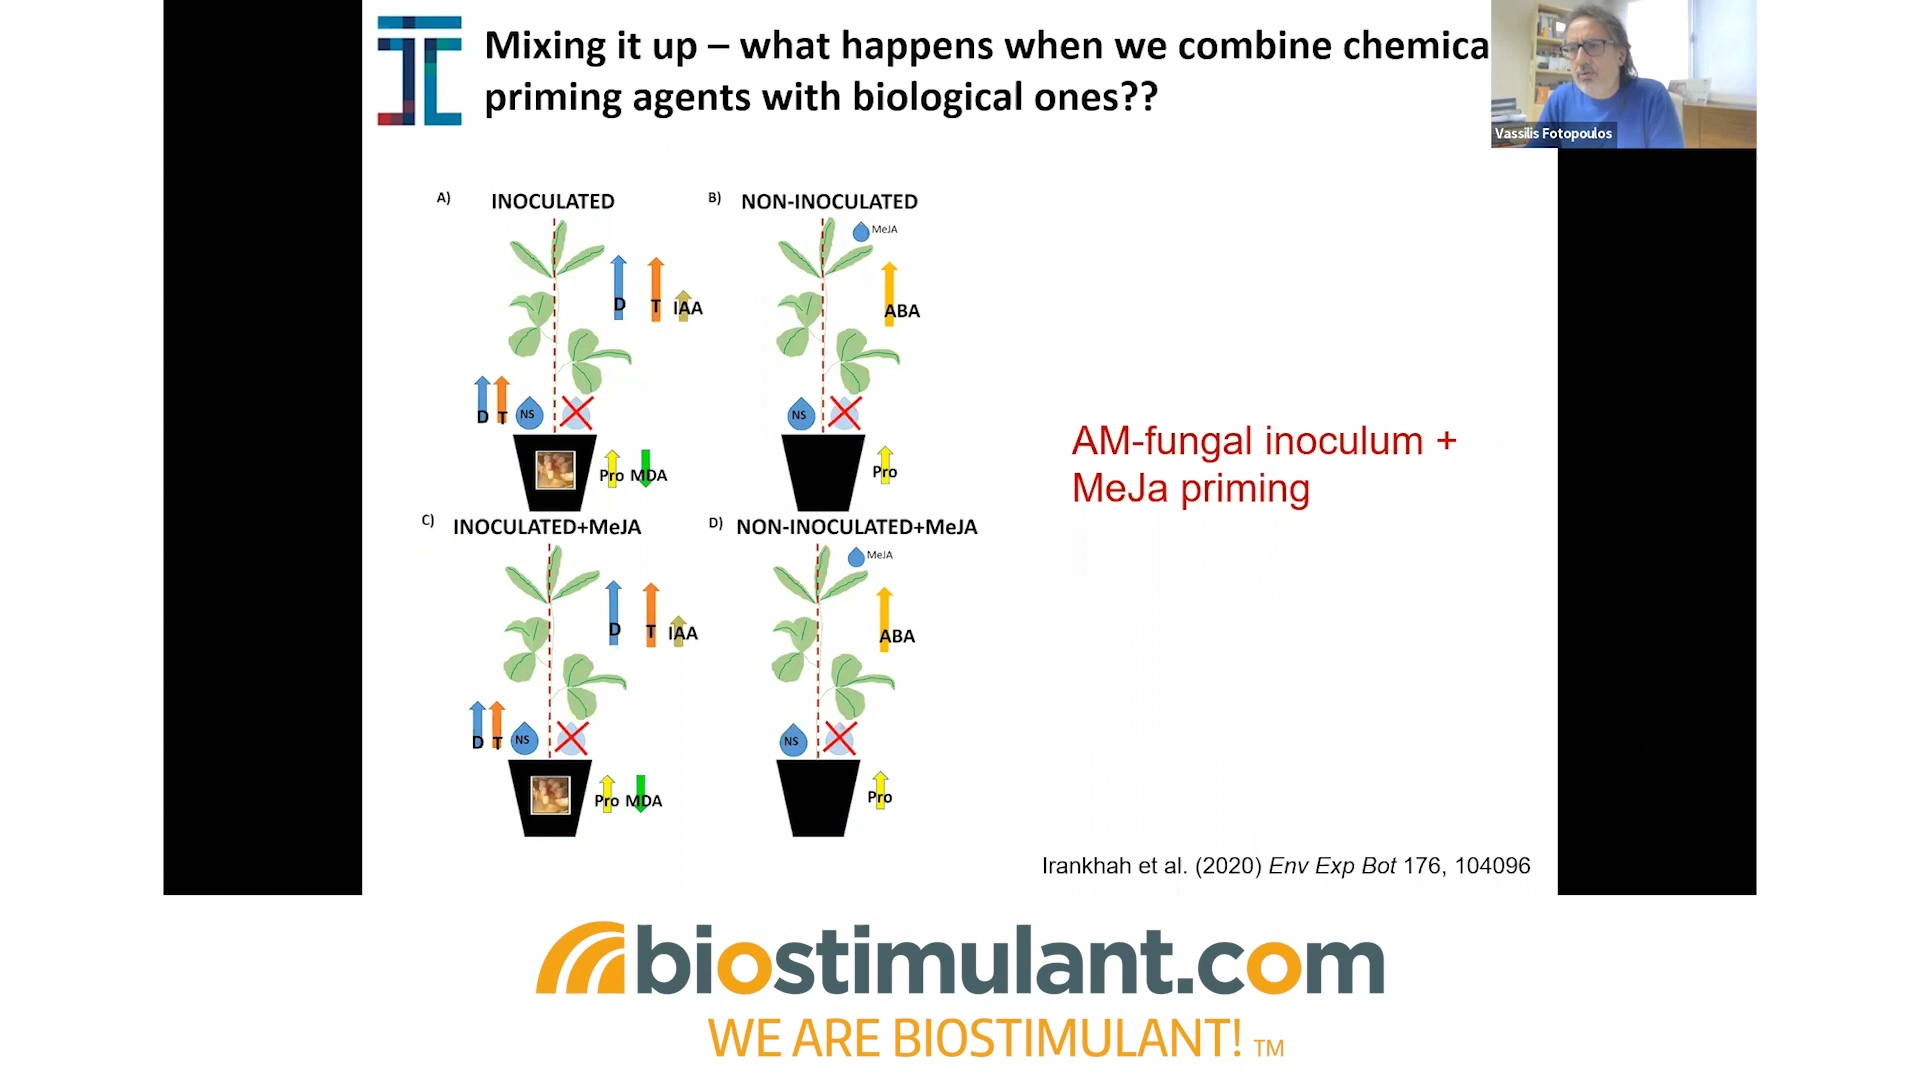 Mixing it up – what happens when we combine chemica
priming agents with biological ones??
Vassilis Fotopoulos
A) INOCULATED
D T IAA
D T NS
Pro MDA
B) NON-INOCULATED
MeJA
ABA
NS
Pro
C) INOCULATED+MeJA
D T IAA
D T NS
Pro MDA
D) NON-INOCULATED+MeJA
MeJA
ABA
NS
Pro
AM-fungal inoculum +
MeJa priming
Irankhah et al. (2020) Env Exp Bot 176, 104096
biostimulant.com
WE ARE BIOSTIMULANT! TM